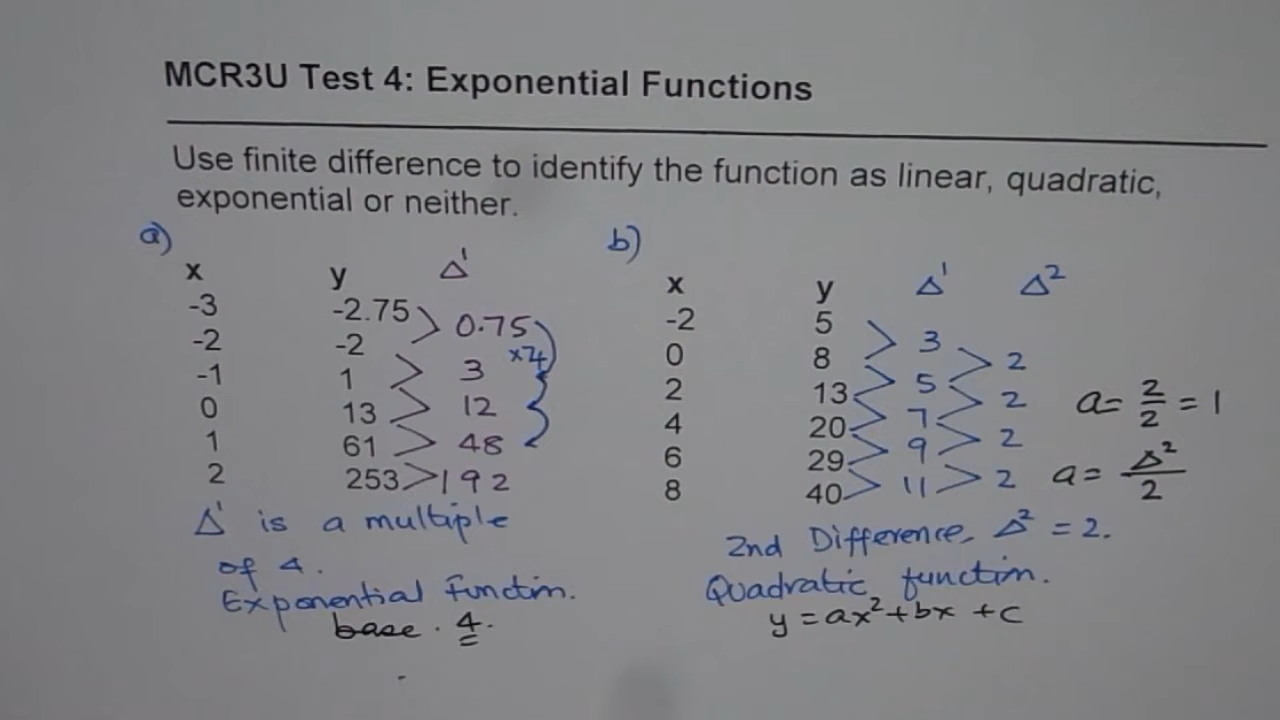 MCR3U Test 4: Exponential Functions
Use finite difference to identify the function as linear, quadratic,
exponential or neither.
a)
x y Δ¹
-3 -2.75
0.75
-2 -2
x4
-1 1 3
0 13 12
1 61 48
2 253 192
Δ¹ is a multiple
of 4.
Exponential Function.
base. 4.
b)
x y Δ¹ Δ²
-2 5
3
0 8 2
2 13 5 2
4 20 7 2
6 29 9 2
8 40 11
a = 2/2 = 1
a = Δ²/2
2nd Difference, Δ² = 2.
Quadratic function.
y = ax² + bx + c